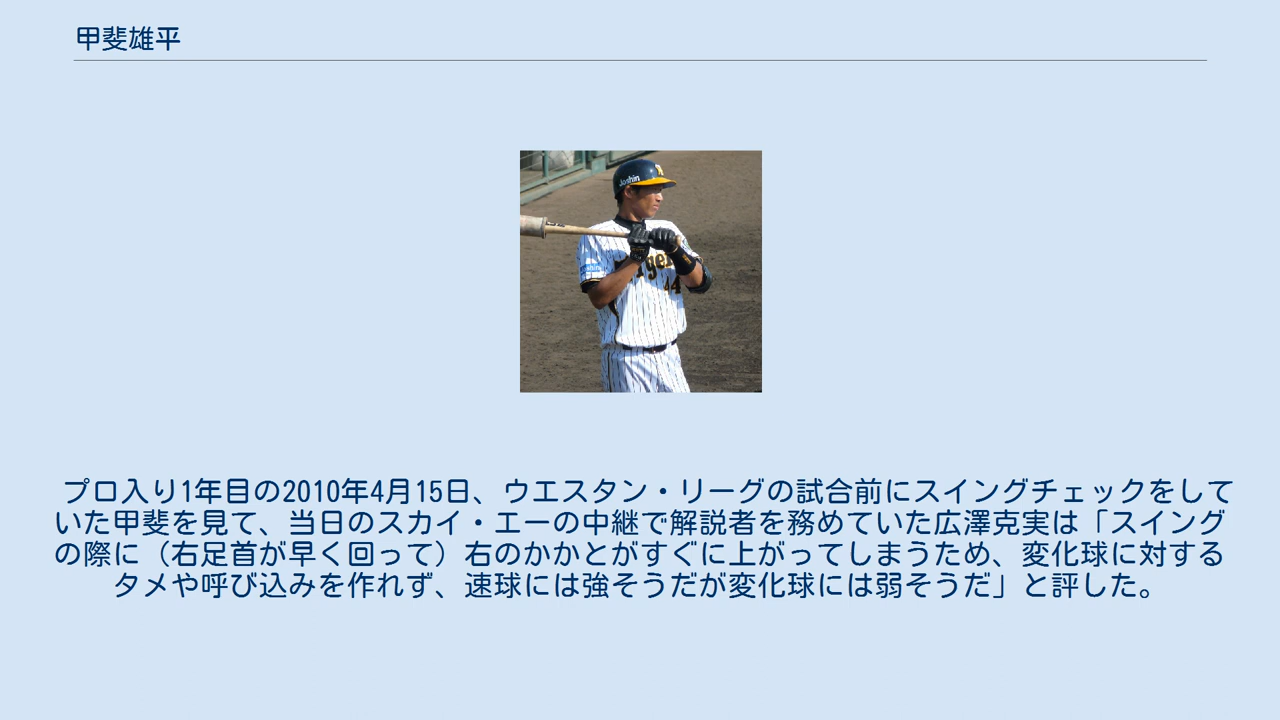 甲斐雄平
Joshin
Tigers
44
プロ入り1年目の2010年4月15日、ウエスタン・リーグの試合前にスイングチェックをして
いた甲斐を見て、当日のスカイ・エーの中継で解説者を務めていた広澤克実は「スイング
の際に（右足首が早く回って）右のかかとがすぐに上がってしまうため、変化球に対する
タメや呼び込みを作れず、速球には強そうだが変化球には弱そうだ」と評した。